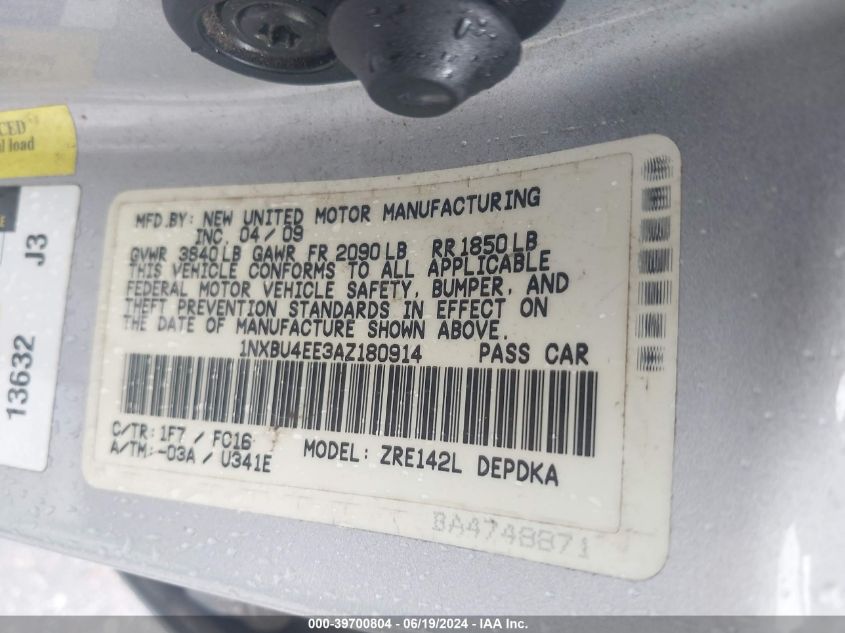 CED
l load
J3
13632
MFD.BY: NEW UNITED MOTOR MANUFACTURING
INC. 04/09
GVWR 3640LB GAWR FR 2090LB RR 1850LB
THIS VEHICLE CONFORMS TO ALL APPLICABLE
FEDERAL MOTOR VEHICLE SAFETY, BUMPER, AND
THEFT PREVENTION STANDARDS IN EFFECT ON
THE DATE OF MANUFACTURE SHOWN ABOVE.
1NXBU4EE3AZ180914 PASS CAR
C/TR: 1F7 / FC16
A/TM: -03A / U341E
MODEL: ZRE142L DEPDKA
BA4748871
000-39700804 - 06/19/2024 - IAA Inc.